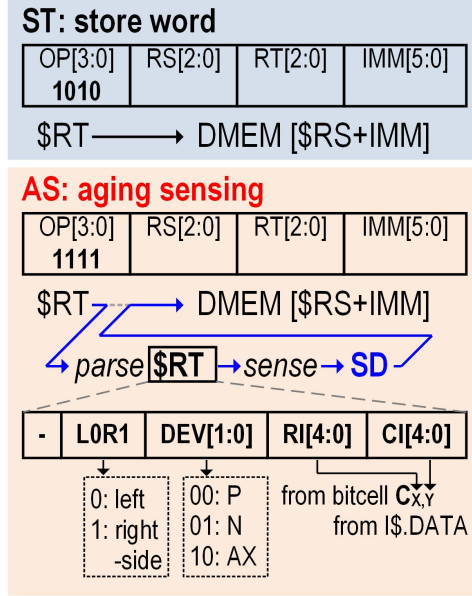 ST: store word
OP[3:0] RS[2:0] RT[2:0] IMM[5:0]
1010
$RT DMEM [$RS+IMM]
AS: aging sensing
OP[3:0] RS[2:0] RT[2:0] IMM[5:0]
1111
$RT DMEM [$RS+IMM]
parse $RT sense SD
- L0R1 DEV[1:0] RI[4:0] CI[4:0]
0: left
1: right
-side
00: P
01: N
10: AX
from bitcell CX,Y
from I$.DATA